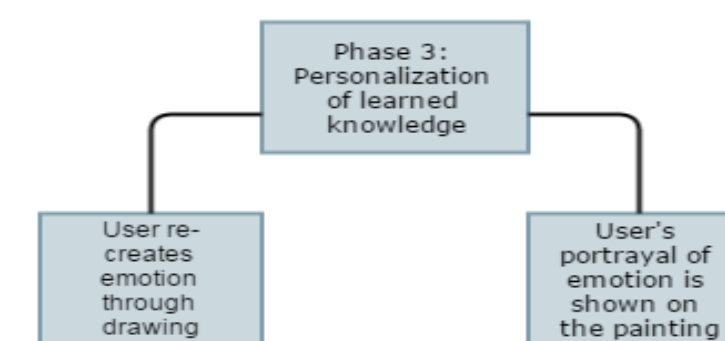 Phase 3:
Personalization
of learned
knowledge
User re-
creates
emotion
through
drawing
User's
portrayal of
emotion is
shown on
the painting